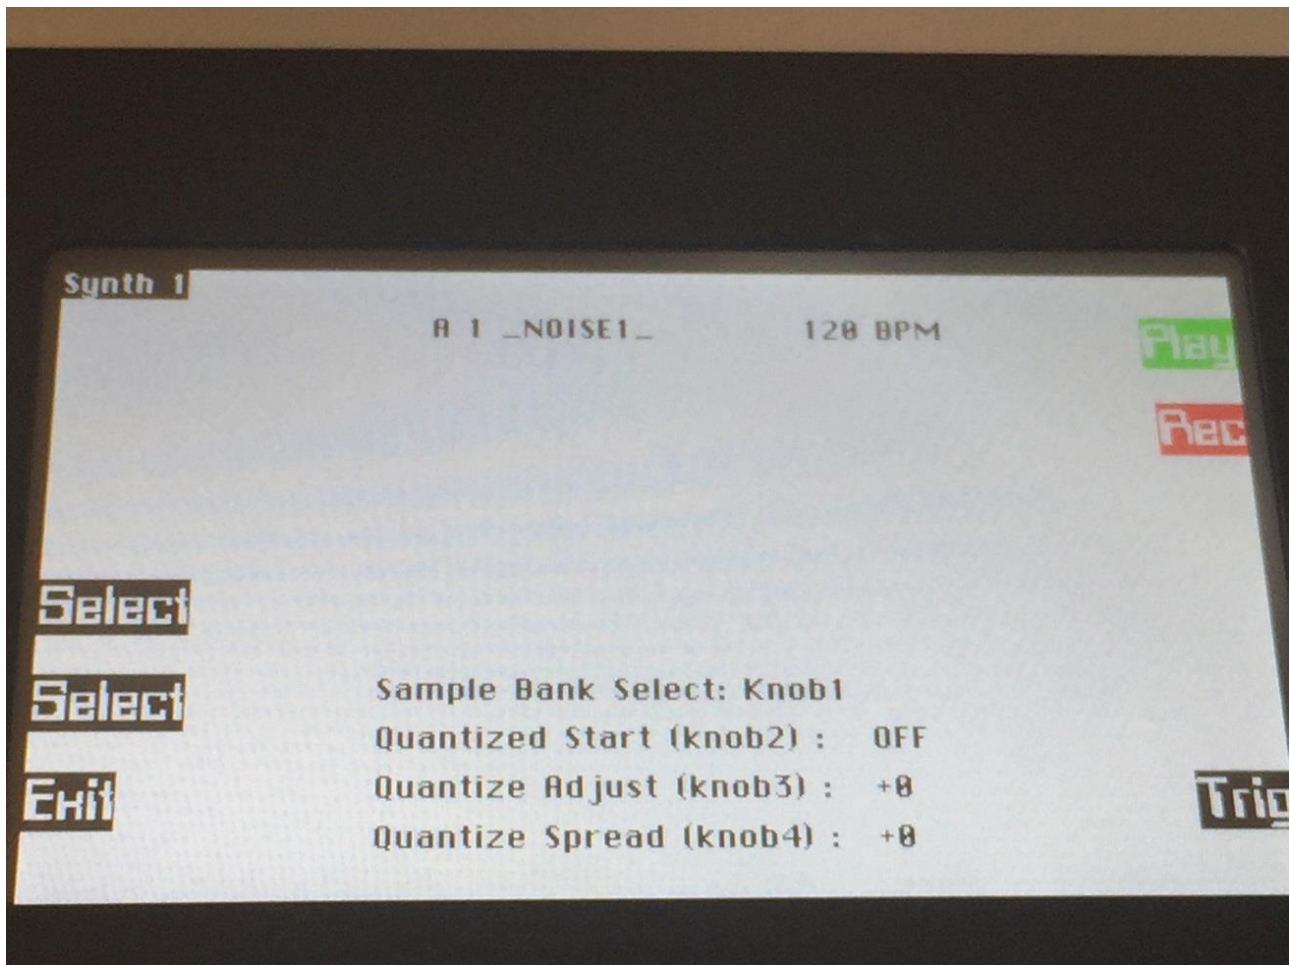 Synth 1
A 1 _NOISE1_ 120 BPM
Play
Rec
Select
Select
Sample Bank Select: Knob1
Quantized Start (knob2) : OFF
Exit
Quantize Adjust (knob3) : +0
Trig
Quantize Spread (knob4) : +0